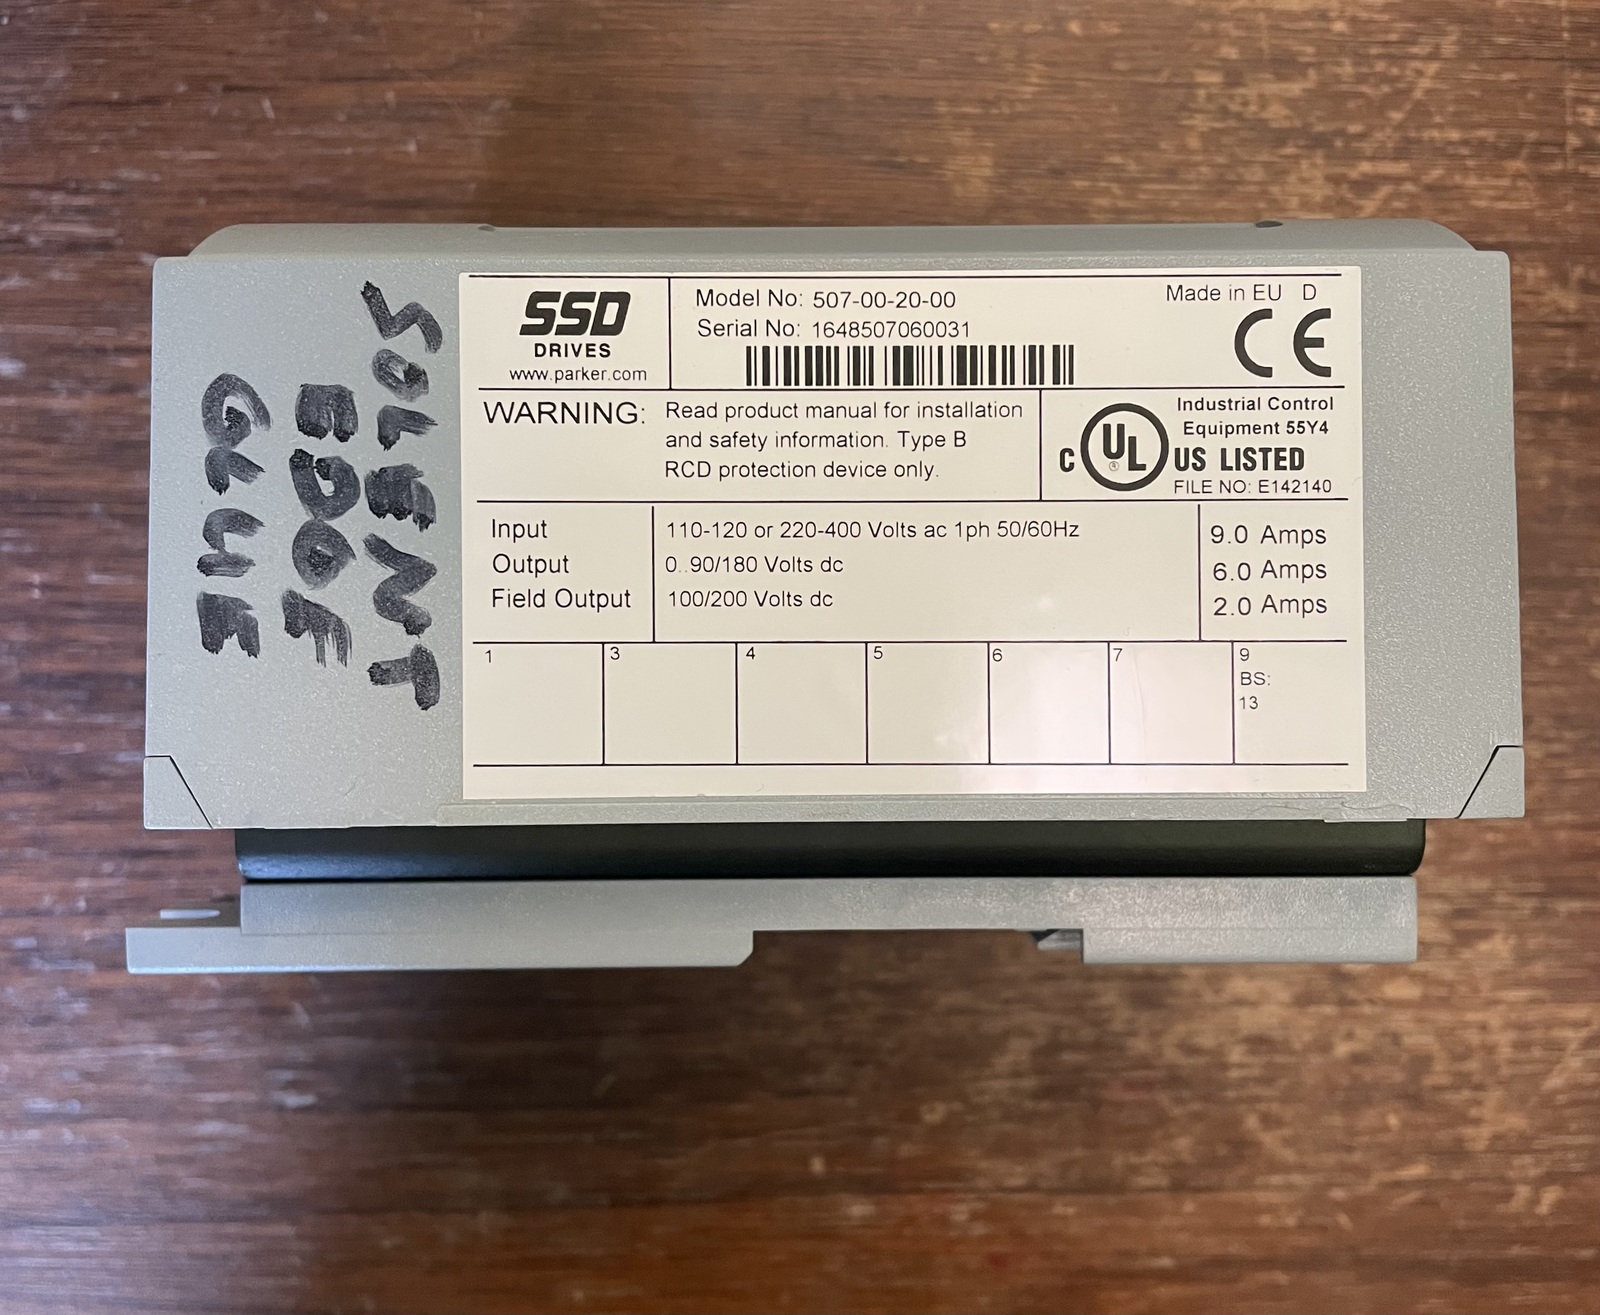 SOLBENT
EDGE
GLUE
SSD
DRIVES
www.parker.com
Model No: 507-00-20-00
Serial No: 1648507060031
Made in EU D
CE
WARNING: Read product manual for installation
and safety information. Type B
RCD protection device only.
Industrial Control
Equipment 55Y4
C UL ® US LISTED
FILE NO: E142140
Input 110-120 or 220-400 Volts ac 1ph 50/60Hz 9.0 Amps
Output 0..90/180 Volts dc 6.0 Amps
Field Output 100/200 Volts dc 2.0 Amps
1 3 4 5 6 7 9
BS:
13